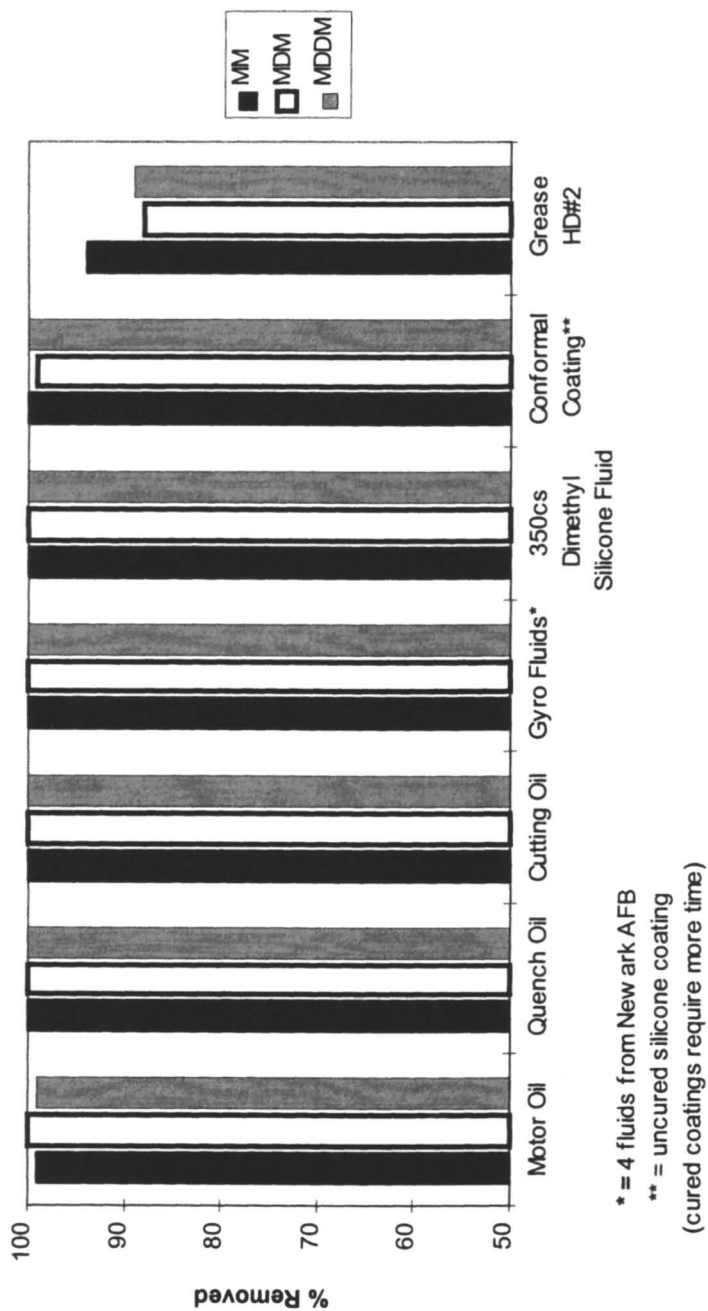 % Removed
100
90
80
70
60
50
Motor Oil
Quench Oil
Cutting Oil
Gyro Fluids*
350cs
Dimethyl
Silicone Fluid
Conformal
Coating**
Grease
HD#2
MM
MDM
MDDM
* = 4 fluids from New ark AFB
** = uncured silicone coating
(cured coatings require more time)